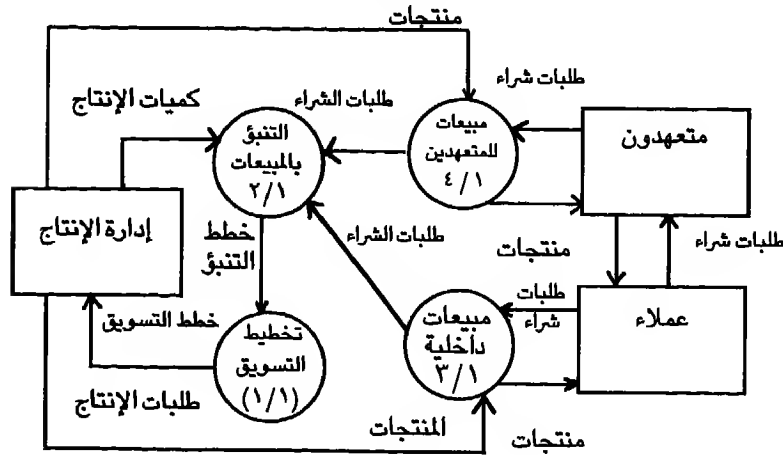 منتجات
طلبات شراء
كميات الإنتاج
طلبات الشراء
متعهدون
مبيعات
للمتعهدين
٤/١
التنبؤ
بالمبيعات
٢/١
إدارة الإنتاج
خطط
التنبؤ
طلبات الشراء
منتجات
طلبات شراء
عملاء
طلبات
شراء
مبيعات
داخلية
٣/١
خطط التسويق
تخطيط
التسويق
(١/١)
طلبات الإنتاج
المنتجات
منتجات